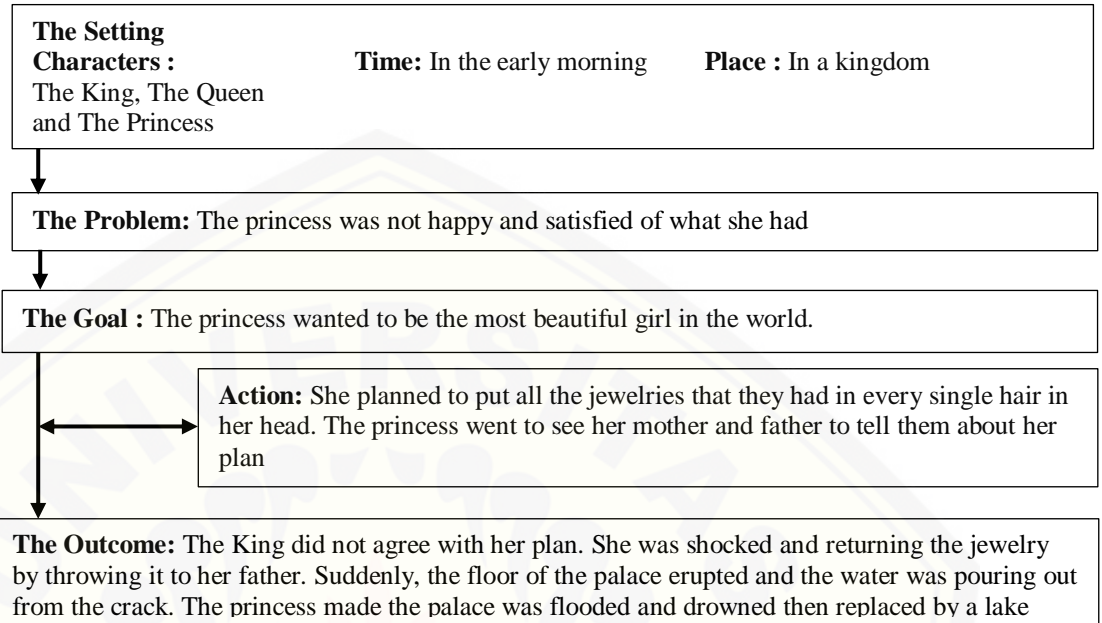 The Setting
Characters :
The King, The Queen
and The Princess
Time: In the early morning
Place : In a kingdom
The Problem: The princess was not happy and satisfied of what she had
The Goal : The princess wanted to be the most beautiful girl in the world.
Action: She planned to put all the jewelries that they had in every single hair in
her head. The princess went to see her mother and father to tell them about her
plan
The Outcome: The King did not agree with her plan. She was shocked and returning the jewelry
by throwing it to her father. Suddenly, the floor of the palace erupted and the water was pouring out
from the crack. The princess made the palace was flooded and drowned then replaced by a lake
UNIVERSITAS